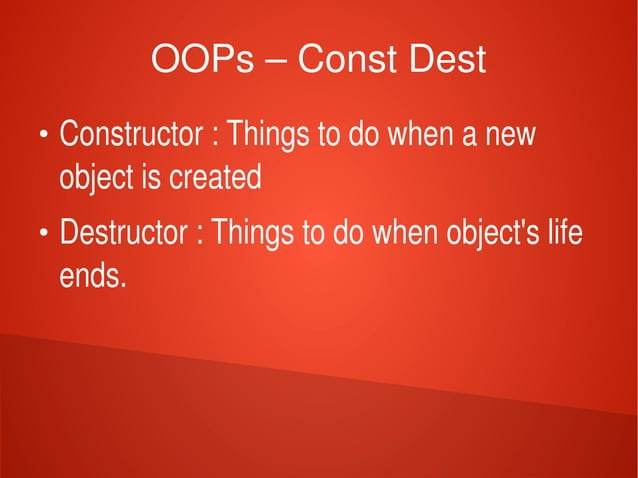 OOPs – Const Dest
• Constructor : Things to do when a new
object is created
• Destructor : Things to do when object's life
ends.